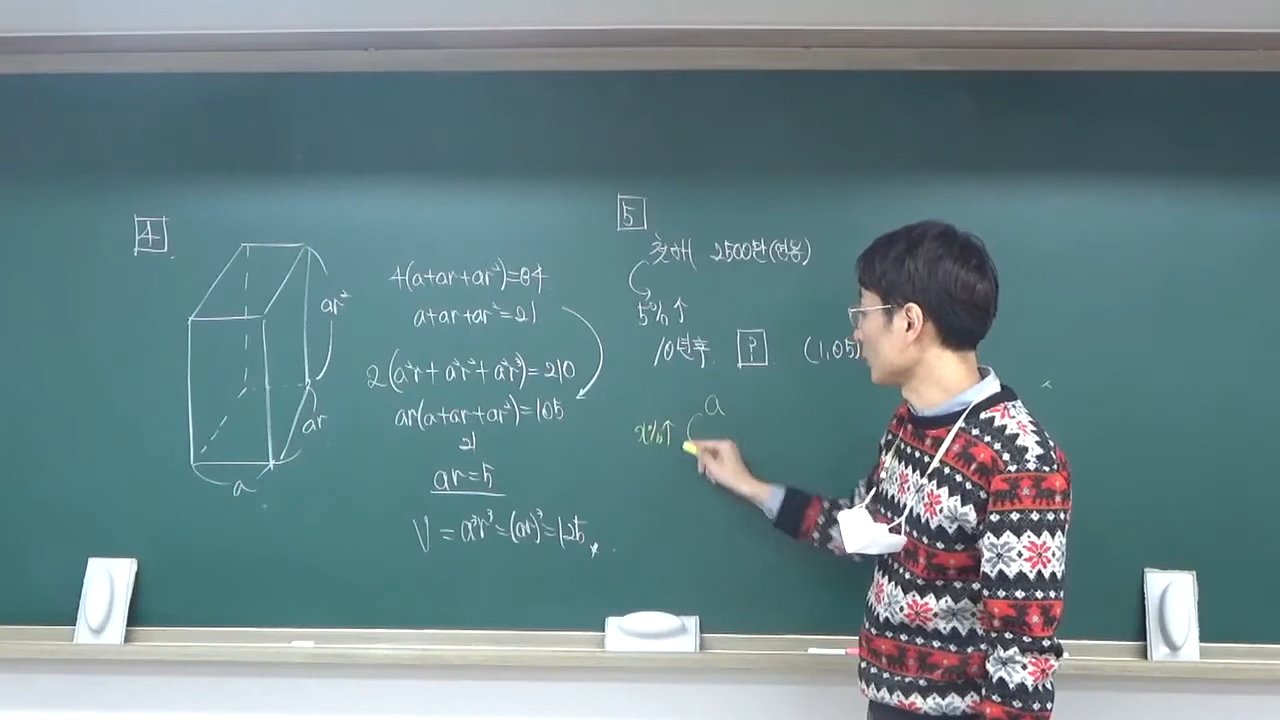 4
ar²
ar
a
4(a+ar+ar²)=84
a+ar+ar²=21
2(a²r+a²r²+a²r³)=210
ar(a+ar+ar²)=105
21
ar=5
V=a³r³=(ar)³=125
5
첫해 2500만(연봉)
5%↑
10년후 ? (1.05)
a
x%↑